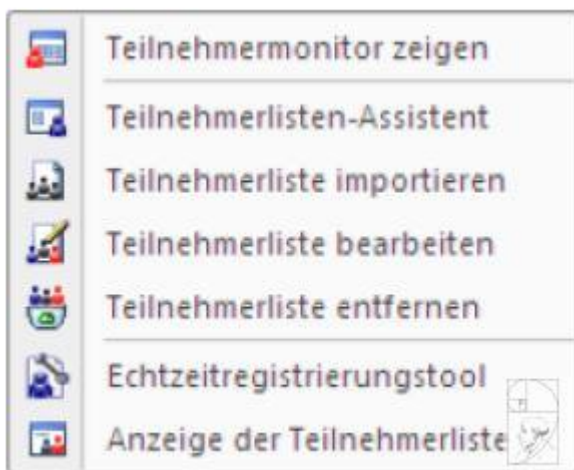 Teilnehmermonitor zeigen
Teilnehmerlisten-Assistent
Teilnehmerliste importieren
Teilnehmerliste bearbeiten
Teilnehmerliste entfernen
Echtzeitregistrierungstool
Anzeige der Teilnehmerliste